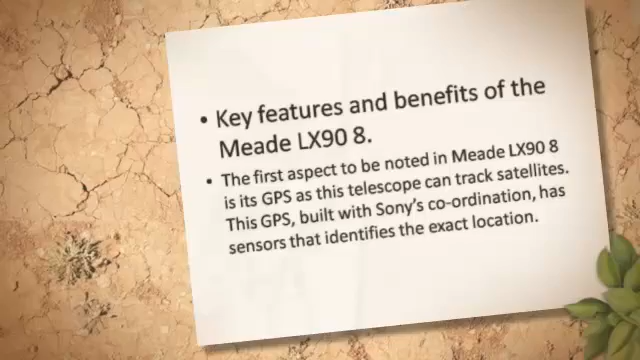 • Key features and benefits of the
Meade LX90 8.
• The first aspect to be noted in Meade LX90 8
is its GPS as this telescope can track satellites.
This GPS, built with Sony's co-ordination, has
sensors that identifies the exact location.